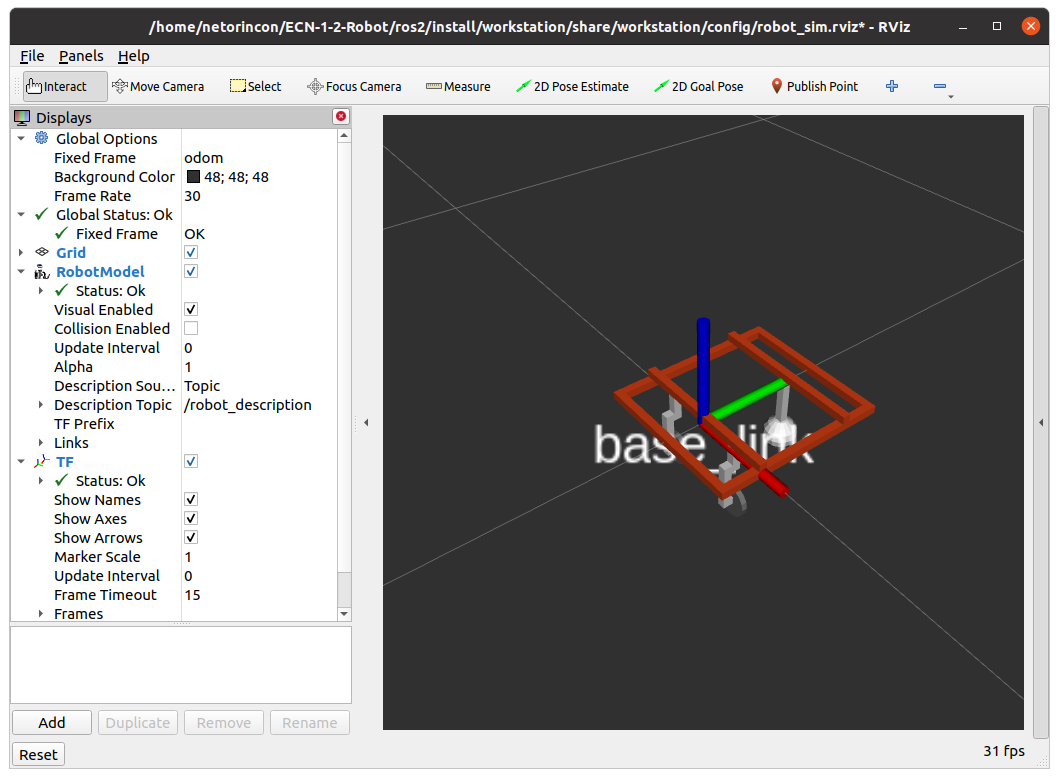 /home/netorincon/ECN-1-2-Robot/ros2/install/workstation/share/workstation/config/robot_sim.rviz* - RViz
File Panels Help
Interact Move Camera Select Focus Camera Measure 2D Pose Estimate 2D Goal Pose Publish Point
Displays
Global Options
Fixed Frame odom
Background Color 48; 48; 48
Frame Rate 30
Global Status: Ok
Fixed Frame OK
Grid
RobotModel
Status: Ok
Visual Enabled
Collision Enabled
Update Interval 0
Alpha 1
Description Sou... Topic
Description Topic /robot_description
TF Prefix
Links
TF
Status: Ok
Show Names
Show Axes
Show Arrows
Marker Scale 1
Update Interval 0
Frame Timeout 15
Frames
Add Duplicate Remove Rename
Reset
base_link
31 fps